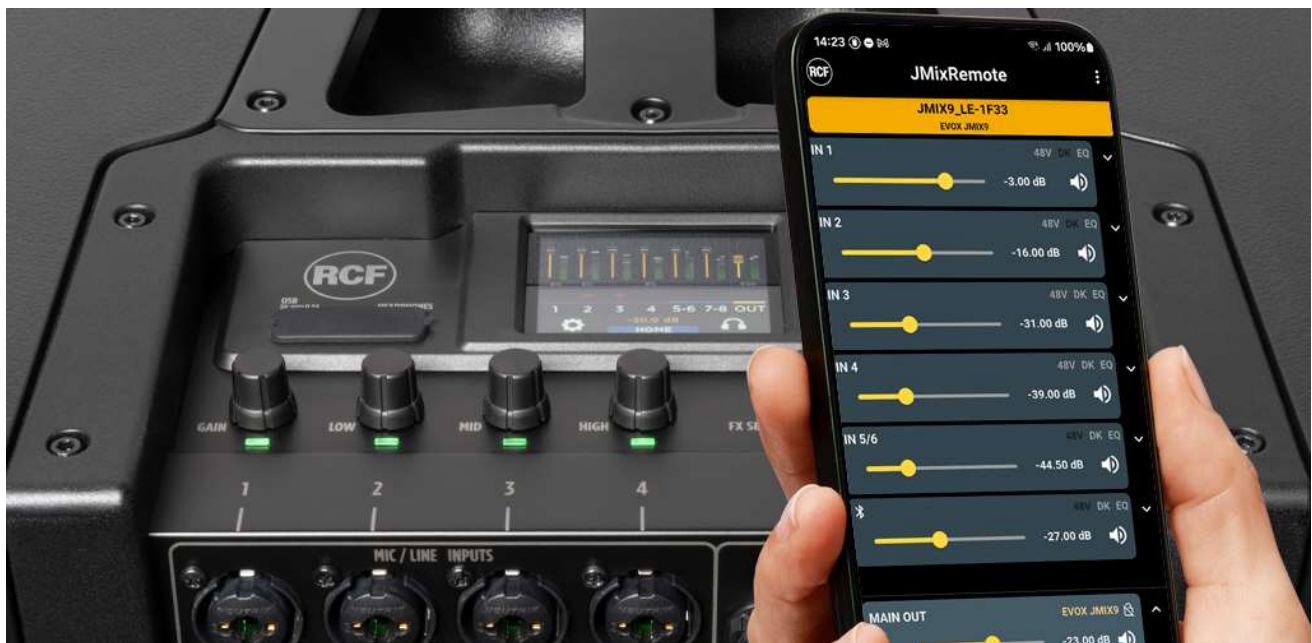 14:23
100%
RCF
JMixRemote
JMIX9_LE-1F33
EVOX JMIX9
IN 1
48V DK EQ
-3.00 dB
IN 2
48V DK EQ
-16.00 dB
IN 3
48V DK EQ
-31.00 dB
IN 4
48V DK EQ
-39.00 dB
IN 5/6
48V DK EQ
-44.50 dB
48V DK EQ
-27.00 dB
MAIN OUT
EVOX JMIX9
-23.00 dB
RCF
USB
HEADPHONES
1 2 3 4 5-6 7-8 OUT
HOME
GAIN
LOW
MID
HIGH
1
2
3
4
MIC / LINE INPUTS
NEUTRIK
NEUTRIK